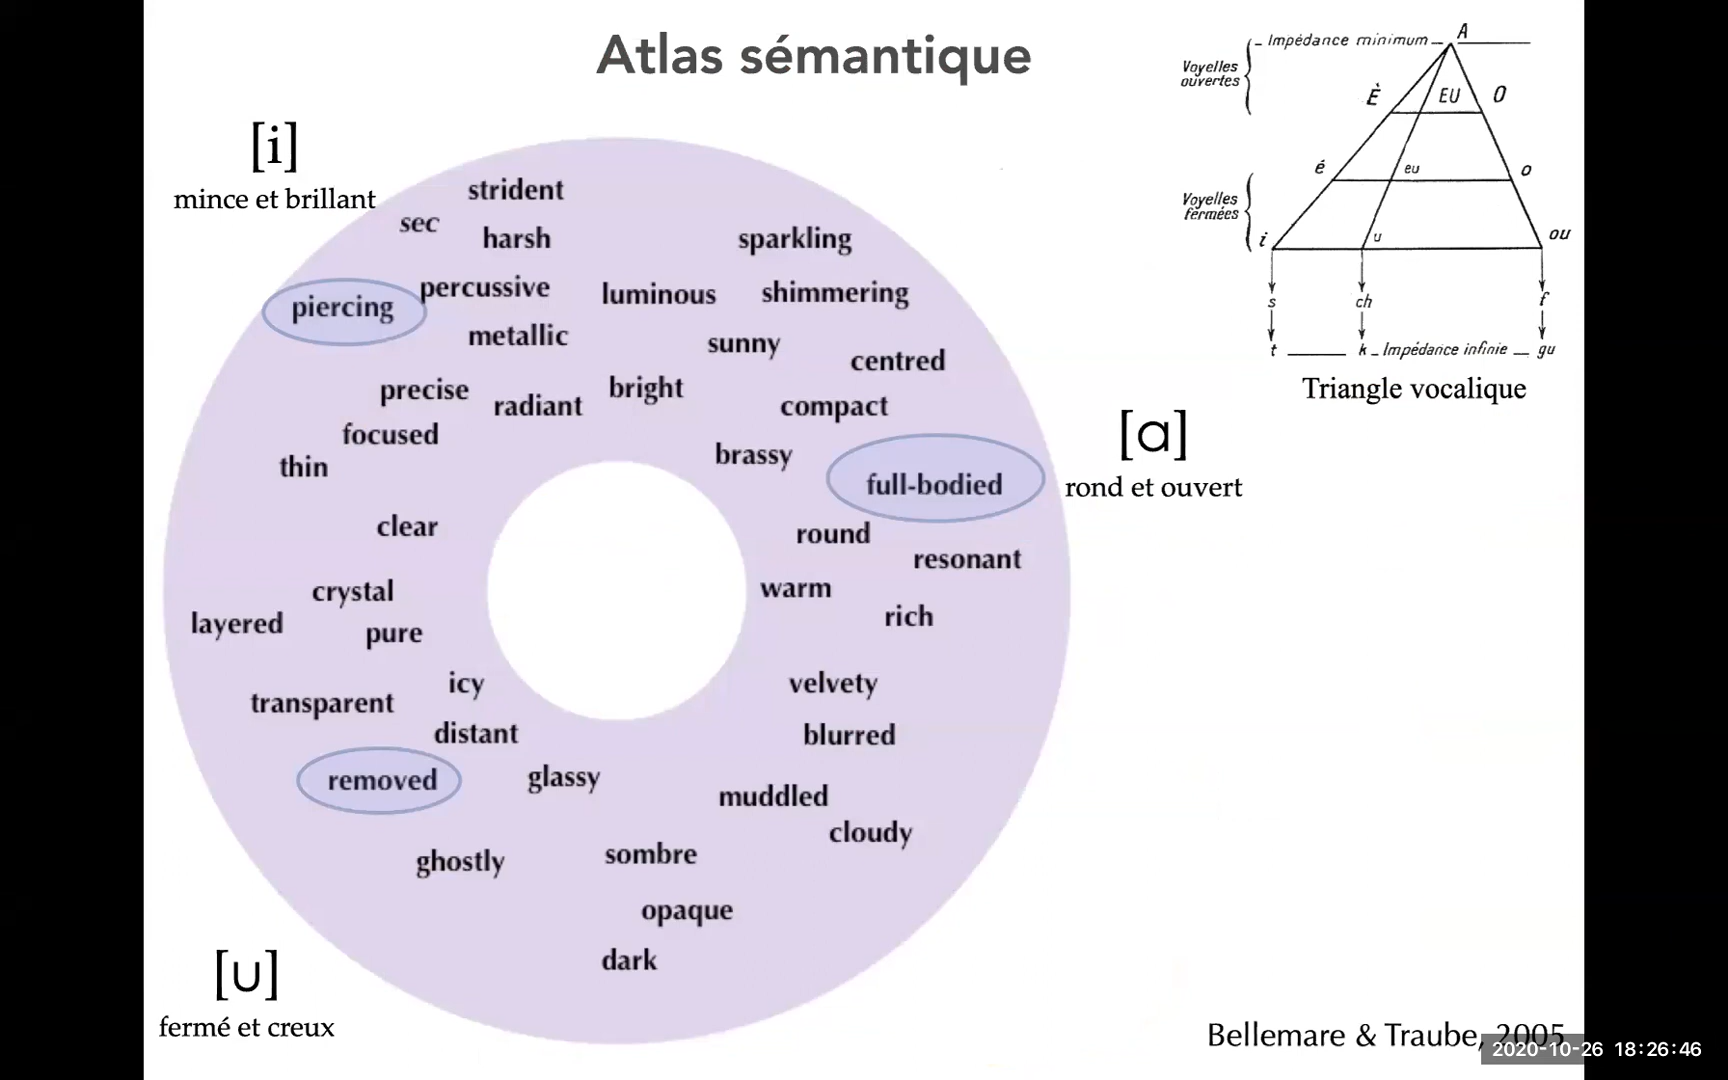 Atlas sémantique
[i]
mince et brillant
strident
sec
harsh
sparkling
piercing
percussive
luminous
shimmering
metallic
sunny
centred
precise
radiant
bright
compact
focused
brassy
thin
full-bodied
clear
round
resonant
crystal
warm
layered
pure
rich
icy
velvety
transparent
distant
blurred
removed
glassy
muddled
cloudy
ghostly
sombre
opaque
dark
[u]
fermé et creux
[a]
rond et ouvert
Impédance minimum
A
Voyelles
ouvertes
È EU O
é eu o
Voyelles
fermées
i u ou
s ch f
t k Impédance infinie gu
Triangle vocalique
Bellemare & Traube, 2005
2020-10-26 18:26:46